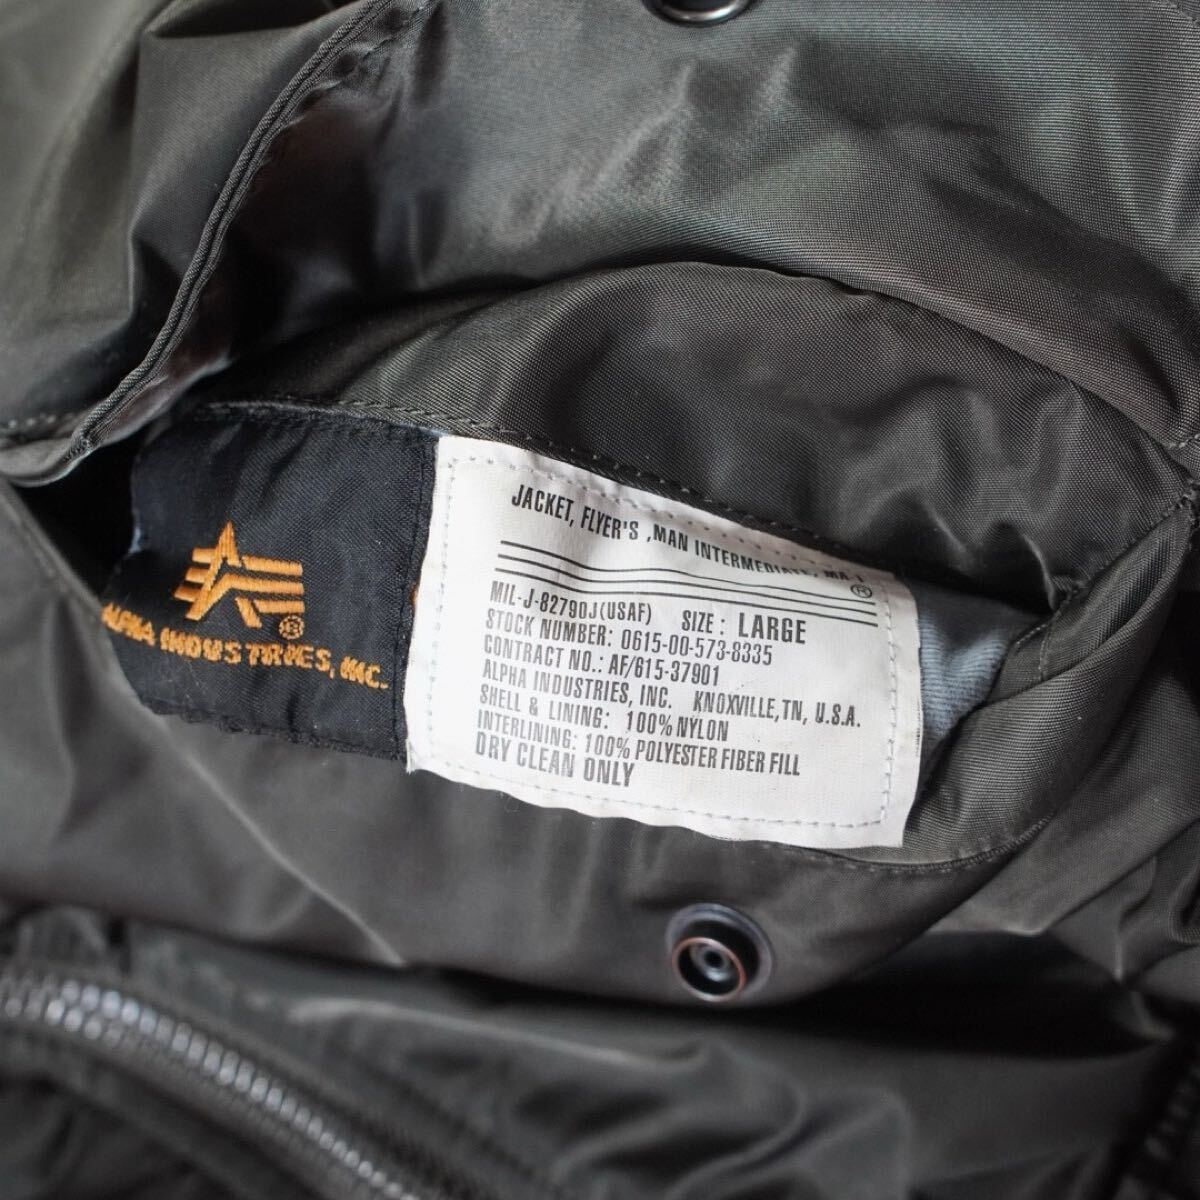 ALPHA INDUSTRIES, INC.
®
JACKET, FLYER'S ,MAN INTERMEDIATE, MA-1
®
MIL-J-82790J(USAF) SIZE : LARGE
STOCK NUMBER: 0615-00-573-8335
CONTRACT NO.: AF/615-37901
ALPHA INDUSTRIES, INC. KNOXVILLE,TN, U.S.A.
SHELL & LINING: 100%NYLON
INTERLINING: 100% POLYESTER FIBER FILL
DRY CLEAN ONLY